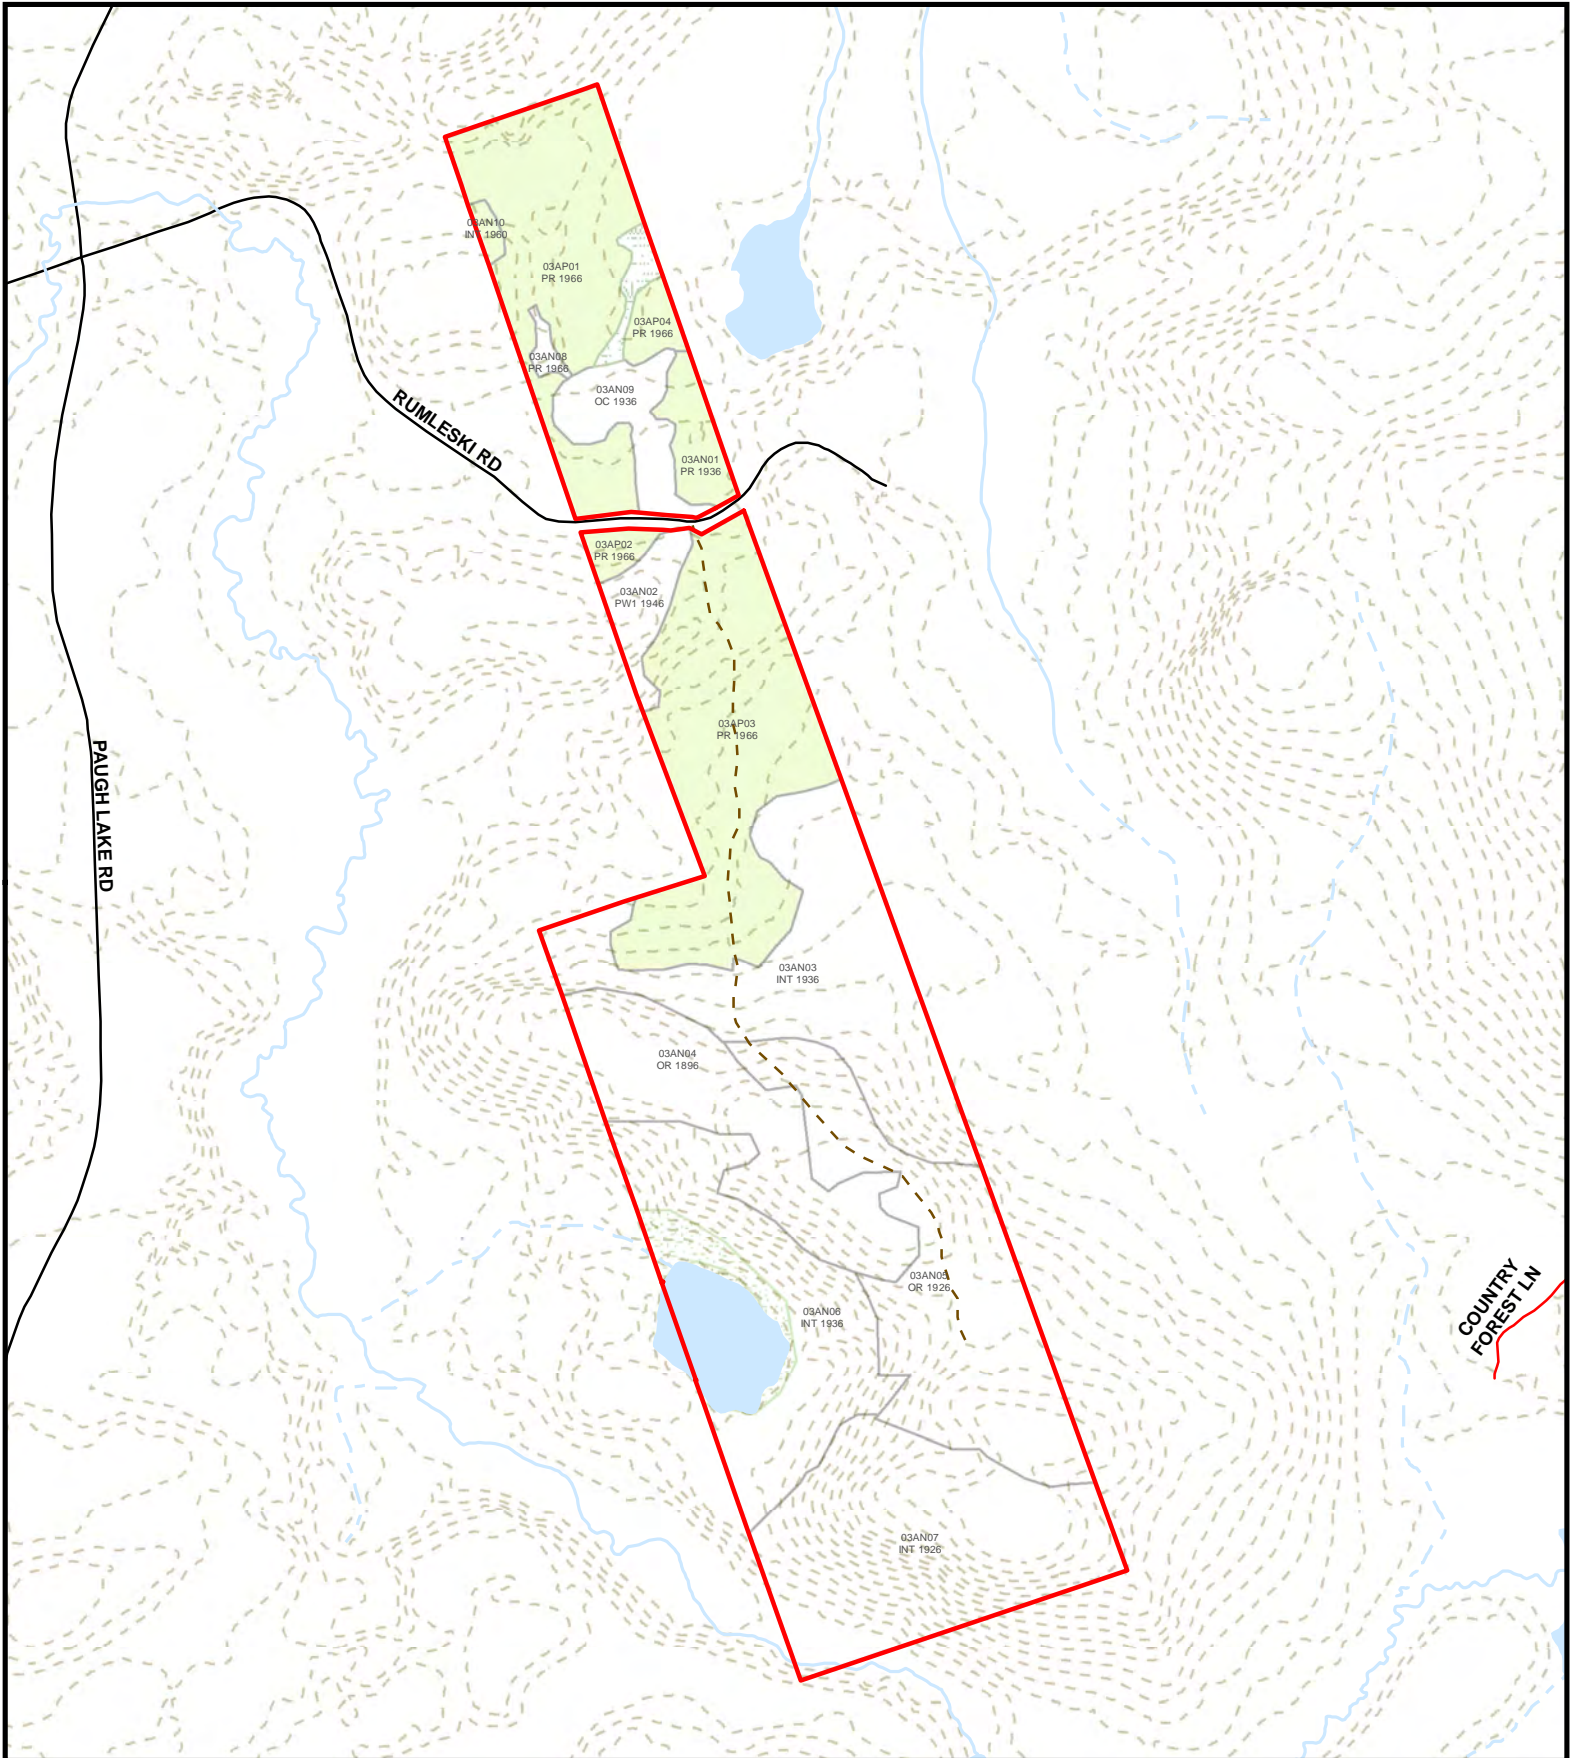 03AN10
INT 1960
03AP01
PR 1966
03AP04
PR 1966
03AN08
PR 1966
03AN09
OC 1936
RUMLESKI RD
03AN01
PR 1936
03AP02
PR 1966
03AN02
PW1 1946
03AP03
PR 1966
PAUGH LAKE RD
03AN03
INT 1936
03AN04
OR 1896
03AN05
OR 1926
03AN06
INT 1936
COUNTRY
FOREST LN
03AN07
INT 1926